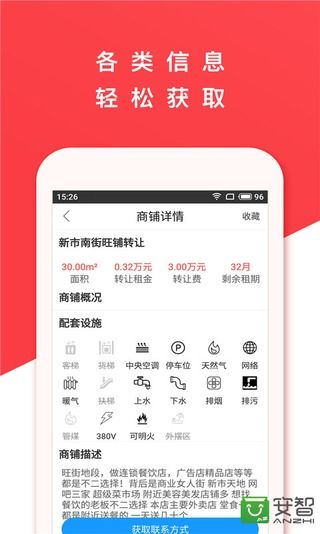 各类信息
轻松获取
15:26 96
商铺详情 收藏
新市南街旺铺转让
30.00m² 0.32万元 3.00万元 32月
面积 转让租金 转让费 剩余租期
商铺概况
配套设施
客梯 货梯 中央空调 停车位 天然气 网络
暖气 扶梯 上水 下水 排烟 排污
管煤 380V 可明火 外摆区
商铺描述
旺街地段，做连锁餐饮店，广告店精品店等等
都是不二选择！背后是商业女人街 新市天地 网
吧三家 超级菜市场 附近美容美发店铺多 想找
餐饮的老板不二选择 本店主要外卖店 堂食
都是附近送餐的 一天送几十个
获取联系方式
安智
ANZHI